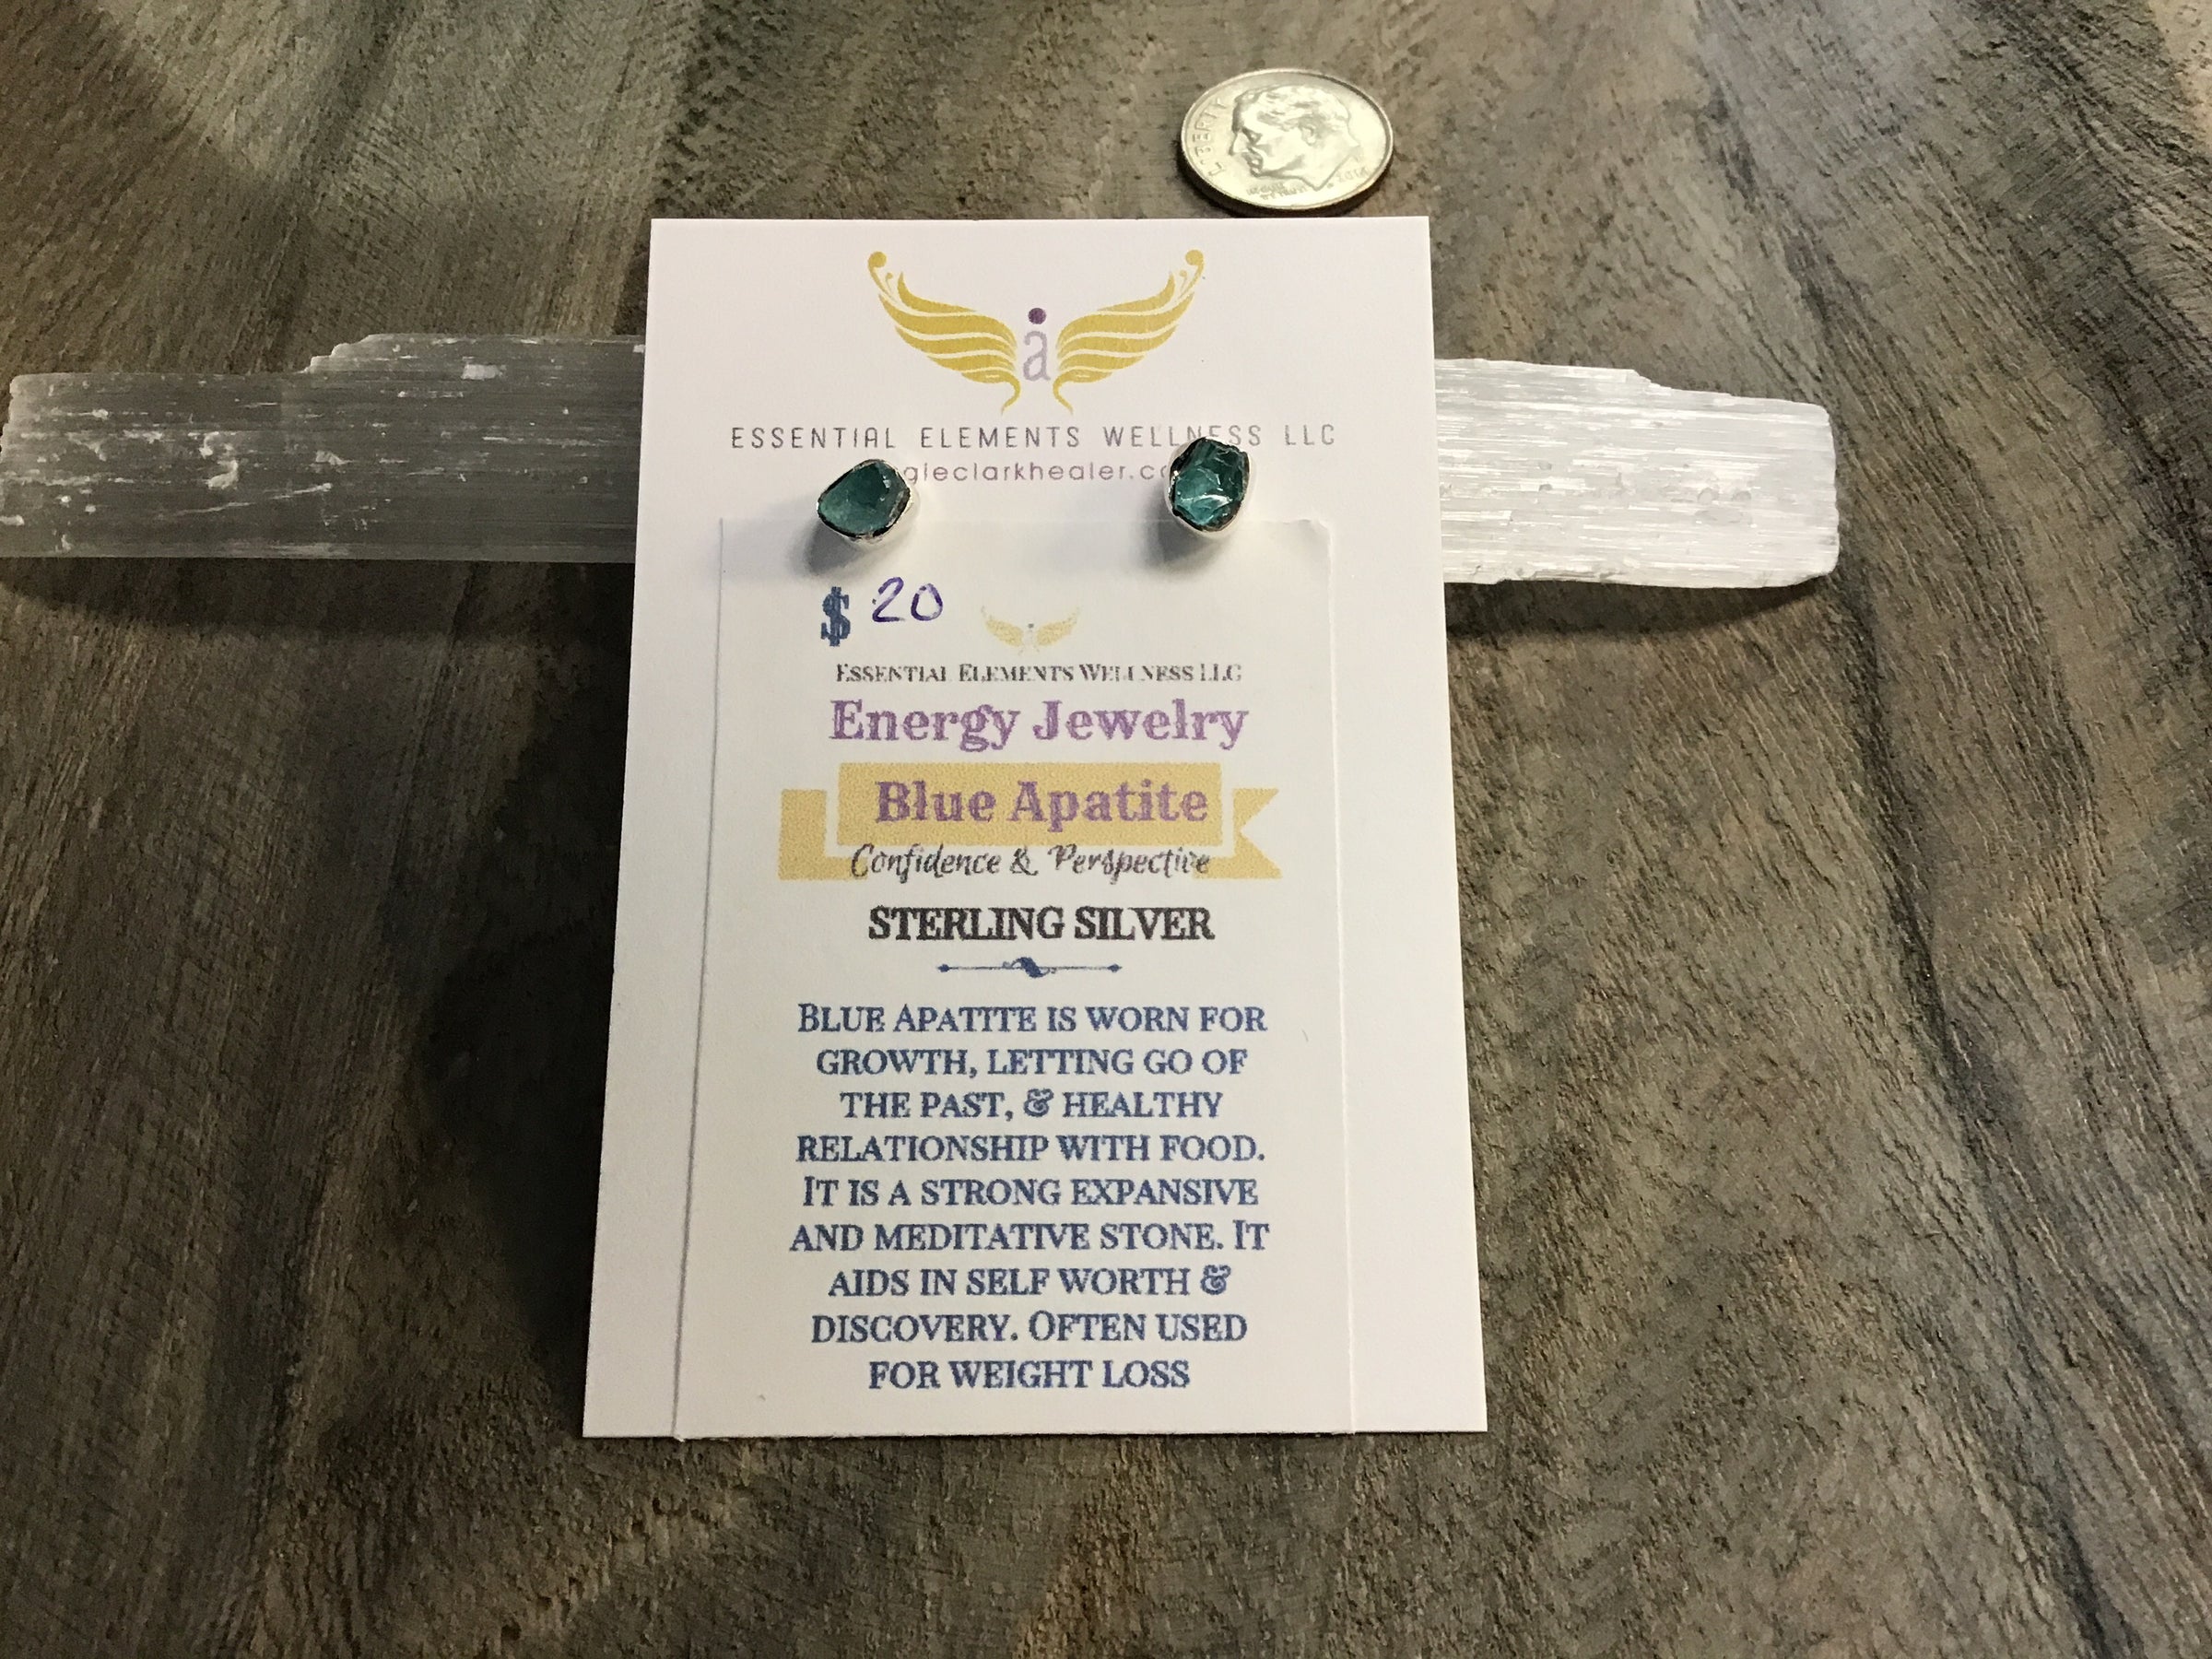 LIBERTY
a
ESSENTIAL ELEMENTS WELLNESS LLC
$ 20
ESSENTIAL ELEMENTS WELLNESS LLC
Energy Jewelry
Blue Apatite
Confidence & Perspective
STERLING SILVER
BLUE APATITE IS WORN FOR
GROWTH, LETTING GO OF
THE PAST, & HEALTHY
RELATIONSHIP WITH FOOD.
IT IS A STRONG EXPANSIVE
AND MEDITATIVE STONE. IT
AIDS IN SELF WORTH &
DISCOVERY. OFTEN USED
FOR WEIGHT LOSS